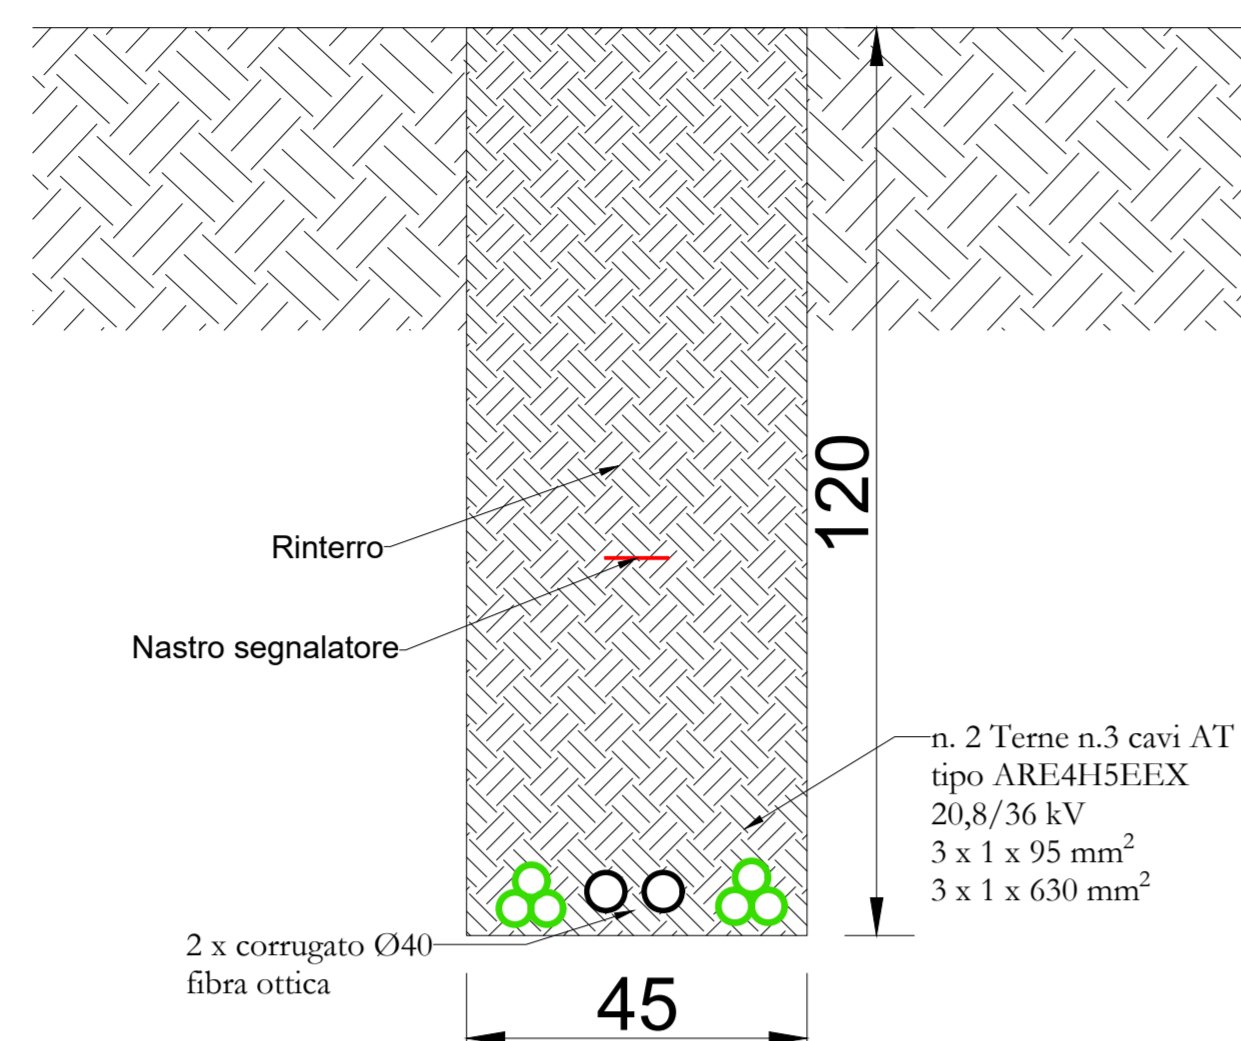 120
Rinterro
Nastro segnalatore
n. 2 Terne n.3 cavi AT
tipo ARE4H5EEX
20,8/36 kV
3 x 1 x 95 mm²
3 x 1 x 630 mm²
2 x corrugato Ø40
fibra ottica
45